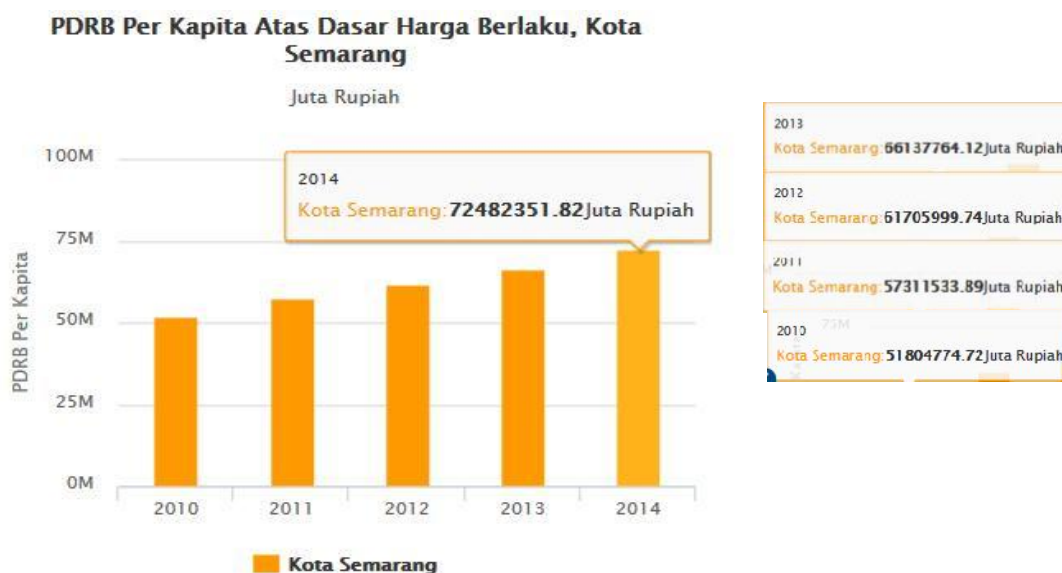 PDRB Per Kapita Atas Dasar Harga Berlaku, Kota
Semarang
Juta Rupiah
PDRB Per Kapita
100M
75M
50M
25M
0M
2014
Kota Semarang:72482351.82Juta Rupiah
2010 2011 2012 2013 2014
Kota Semarang
2013
Kota Semarang:66137764.12Juta Rupiah
2012
Kota Semarang:61705999.74Juta Rupiah
2011
Kota Semarang:57311533.89Juta Rupiah
2010
75M
Kota Semarang:51804774.72Juta Rupiah